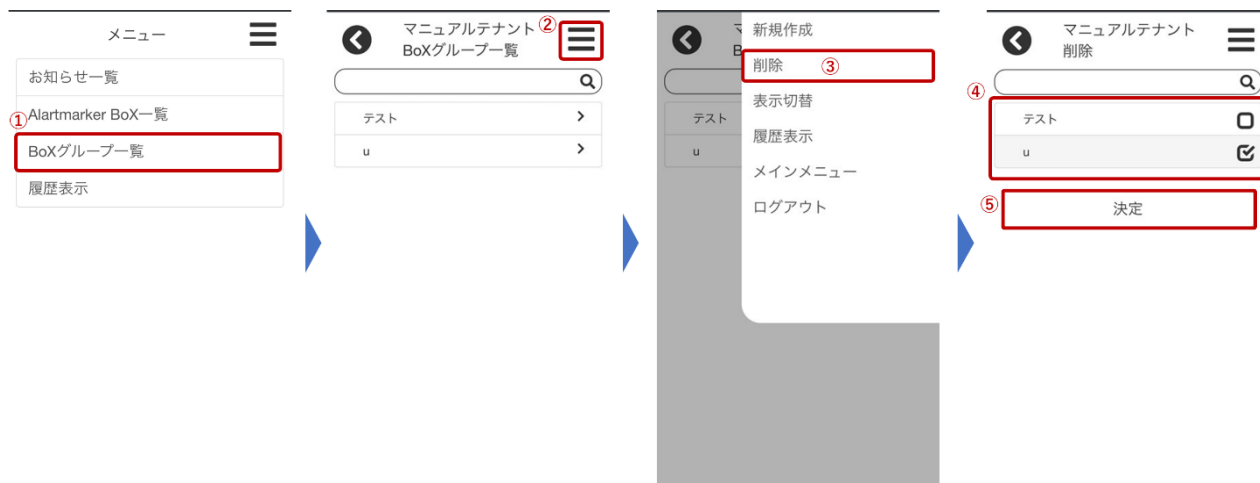 メニュー
お知らせ一覧
①
Alartmarker BoX一覧
BoXグループ一覧
履歴表示
マニュアルテナント
②
BoXグループ一覧
テスト
u
マ
B
テスト
u
新規作成
削除
③
表示切替
履歴表示
メインメニュー
ログアウト
マニュアルテナント
削除
④
テスト
u
⑤
決定